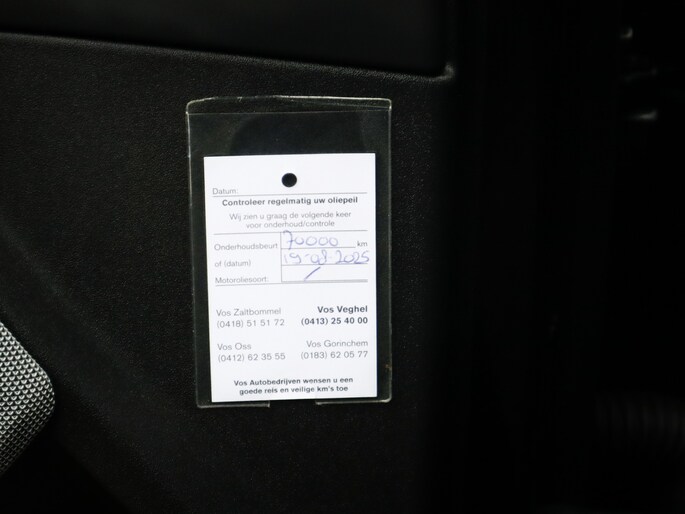 Datum:
Controleer regelmatig uw oliepeil
Wij zien u graag de volgende keer
voor onderhoud/controle
Onderhoudsbeurt 70000 km
of (datum) 19-08-2025
Motoroliesoort: /
Vos Zaltbommel Vos Veghel
(0418) 51 51 72 (0413) 25 40 00
Vos Oss Vos Gorinchem
(0412) 62 35 55 (0183) 62 05 77
Vos Autobedrijven wensen u een
goede reis en veilige km's toe